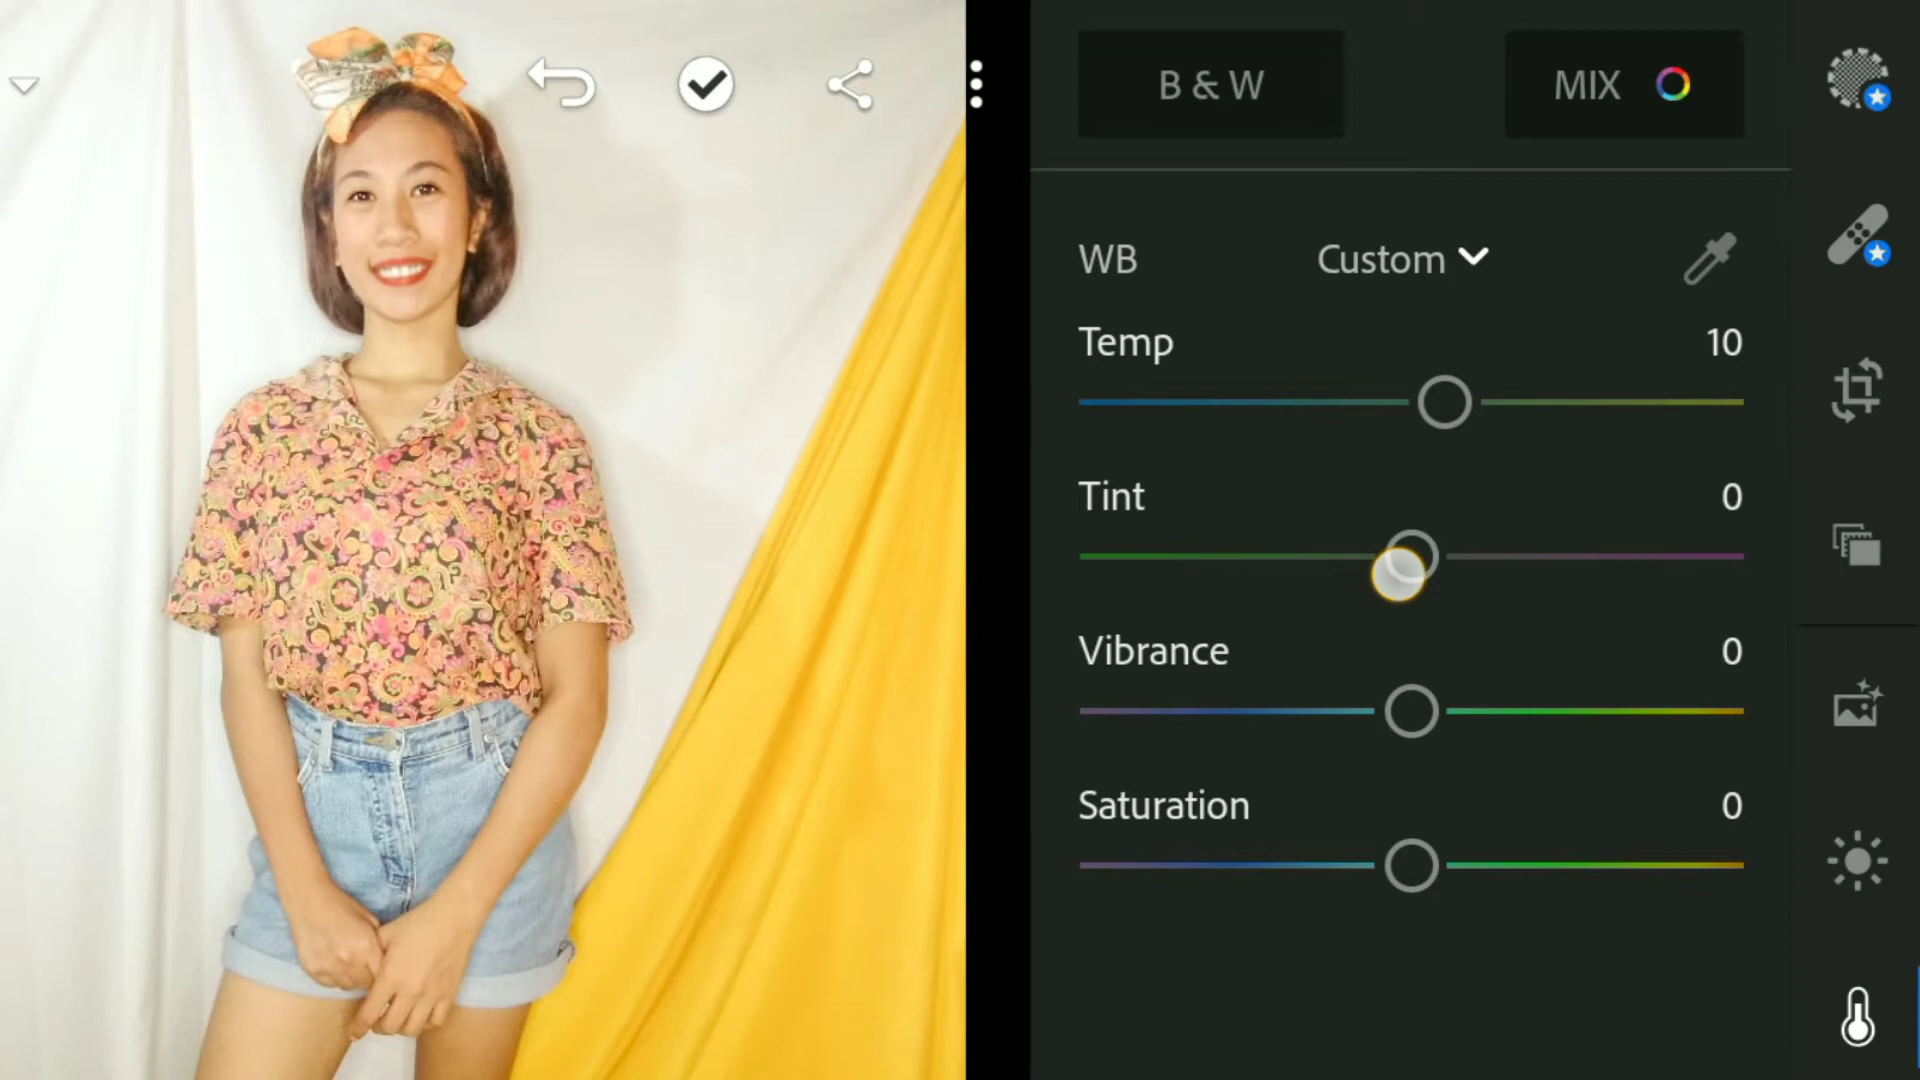 B & W
MIX
WB
Custom
Temp
10
Tint
0
Vibrance
0
Saturation
0